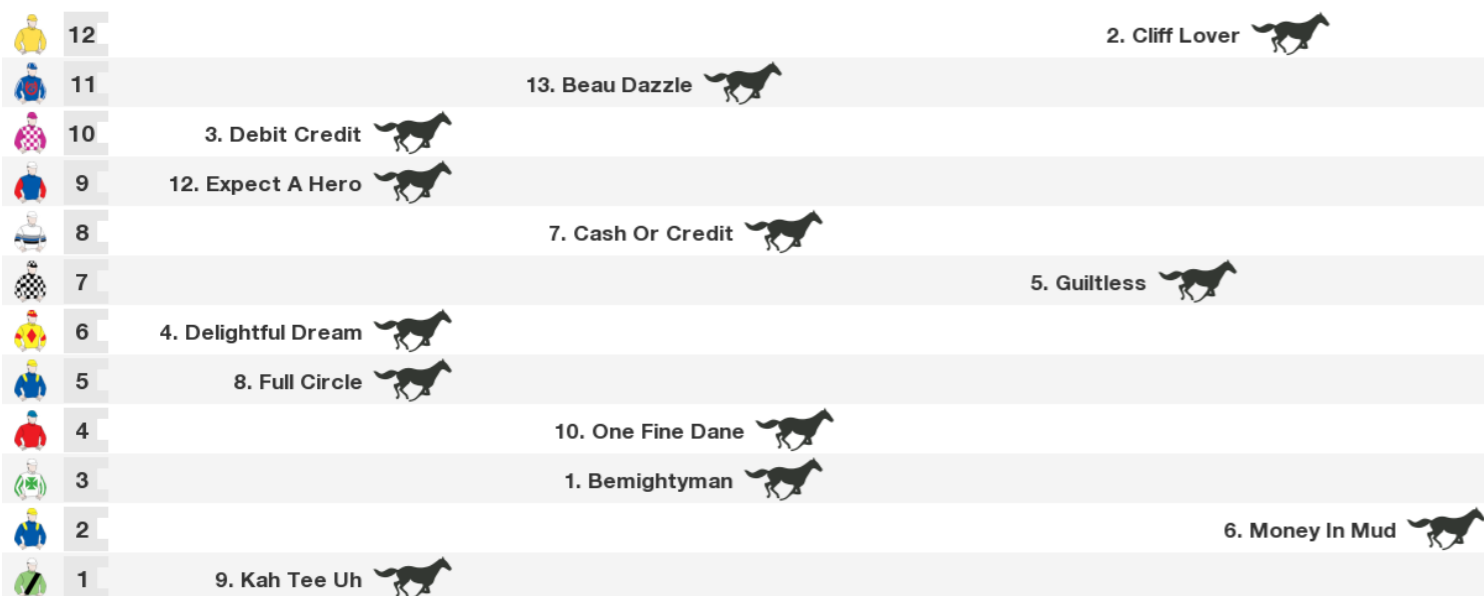 12 2. Cliff Lover
11 13. Beau Dazzle
10 3. Debit Credit
9 12. Expect A Hero
8 7. Cash Or Credit
7 5. Guiltless
6 4. Delightful Dream
5 8. Full Circle
4 10. One Fine Dane
3 1. Bemightyman
2 6. Money In Mud
1 9. Kah Tee Uh